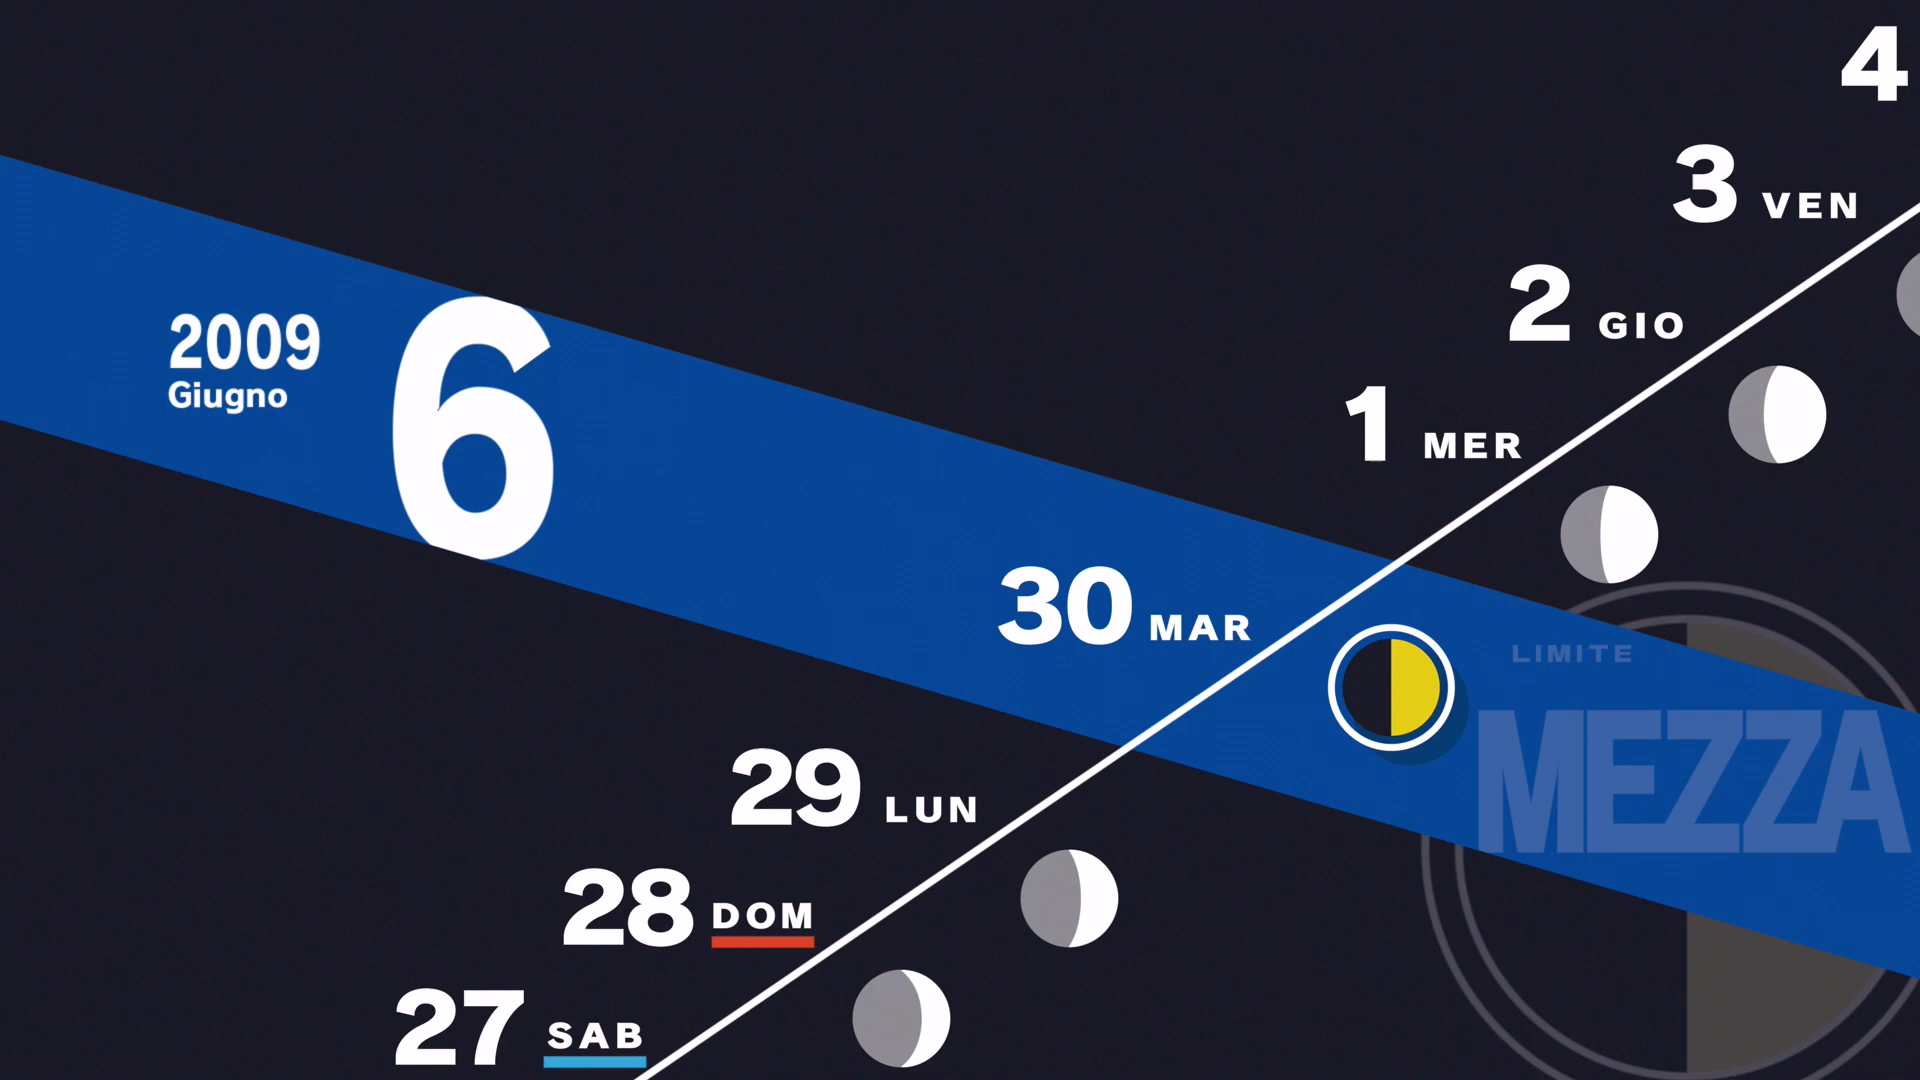 4
3 VEN
2 GIO
1 MER
2009
Giugno
6
30 MAR
LIMITE
MEZZA
29 LUN
28 DOM
27 SAB